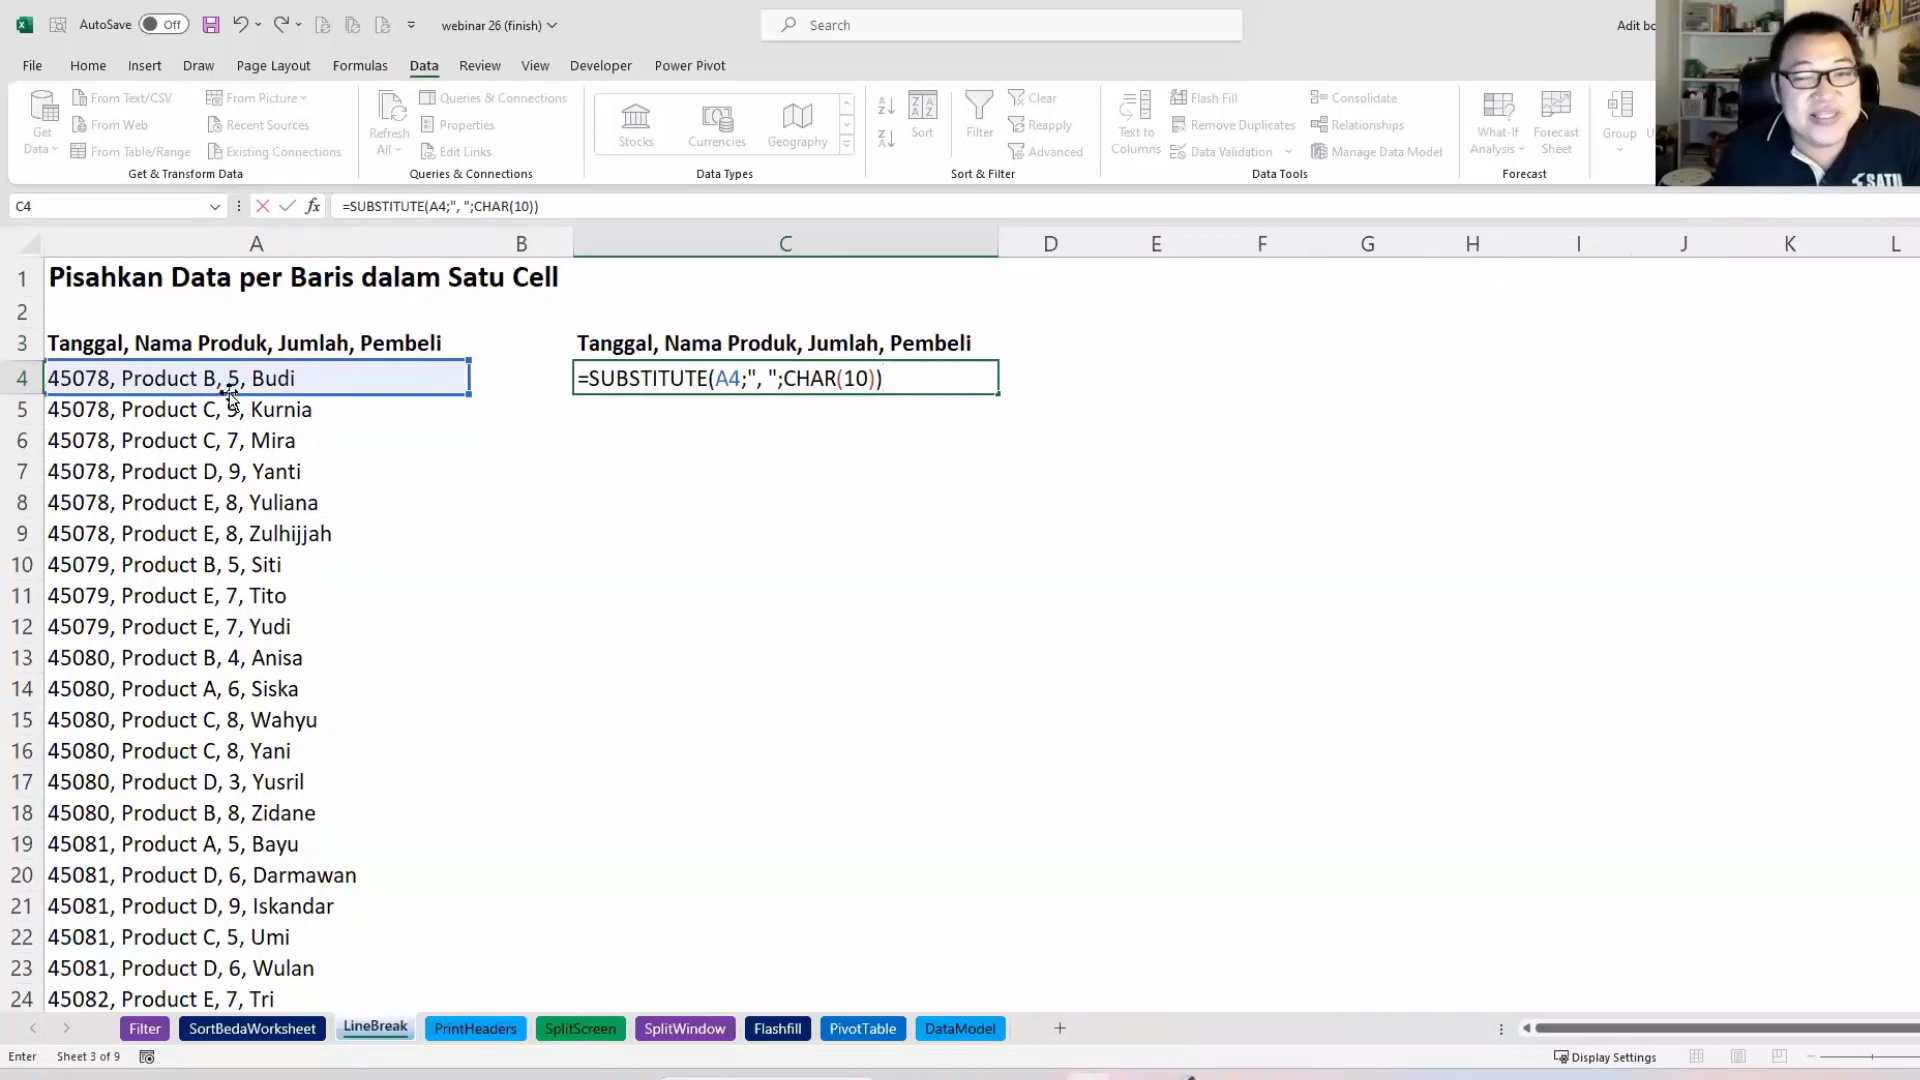 AutoSave Off webinar 26 (finish) Search Adit
File Home Insert Draw Page Layout Formulas Data Review View Developer Power Pivot
Get Data
From Text/CSV
From Web
From Table/Range
From Picture
Recent Sources
Existing Connections
Get & Transform Data
Refresh All
Queries & Connections
Properties
Edit Links
Queries & Connections
Stocks Currencies Geography
Data Types
Sort
Filter
Clear
Reapply
Advanced
Sort & Filter
Text to Columns
Flash Fill
Remove Duplicates
Data Validation
Consolidate
Relationships
Manage Data Model
Data Tools
What-If Analysis
Forecast Sheet
Forecast
Group
SATU
C4 fx =SUBSTITUTE(A4;", ";CHAR(10))
A B C D E F G H I J K L
1 Pisahkan Data per Baris dalam Satu Cell
2
3 Tanggal, Nama Produk, Jumlah, Pembeli Tanggal, Nama Produk, Jumlah, Pembeli
4 45078, Product B, 5, Budi =SUBSTITUTE(A4;", ";CHAR(10))
5 45078, Product C, , Kurnia
6 45078, Product C, 7, Mira
7 45078, Product D, 9, Yanti
8 45078, Product E, 8, Yuliana
9 45078, Product E, 8, Zulhijjah
10 45079, Product B, 5, Siti
11 45079, Product E, 7, Tito
12 45079, Product E, 7, Yudi
13 45080, Product B, 4, Anisa
14 45080, Product A, 6, Siska
15 45080, Product C, 8, Wahyu
16 45080, Product C, 8, Yani
17 45080, Product D, 3, Yusril
18 45080, Product B, 8, Zidane
19 45081, Product A, 5, Bayu
20 45081, Product D, 6, Darmawan
21 45081, Product D, 9, Iskandar
22 45081, Product C, 5, Umi
23 45081, Product D, 6, Wulan
24 45082, Product E, 7, Tri
Filter SortBedaWorksheet LineBreak PrintHeaders SplitScreen SplitWindow Flashfill PivotTable DataModel
Enter Sheet 3 of 9 Display Settings